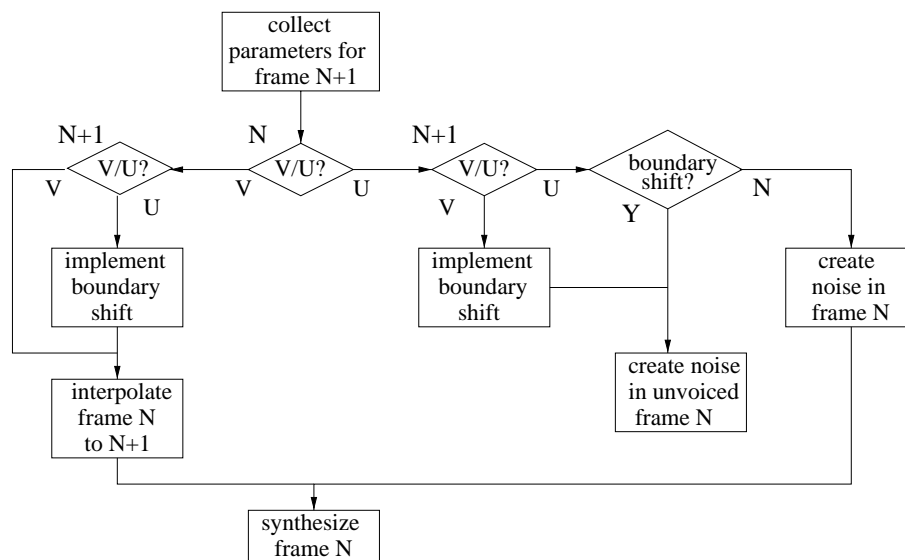 collect
parameters for
frame N+1
N+1
N
N+1
V/U?
V/U?
V/U?
boundary
shift?
V
U
V
U
V
U
Y
N
implement
boundary
shift
implement
boundary
shift
create
noise in
frame N
interpolate
frame N
to N+1
create noise
in unvoiced
frame N
synthesize
frame N